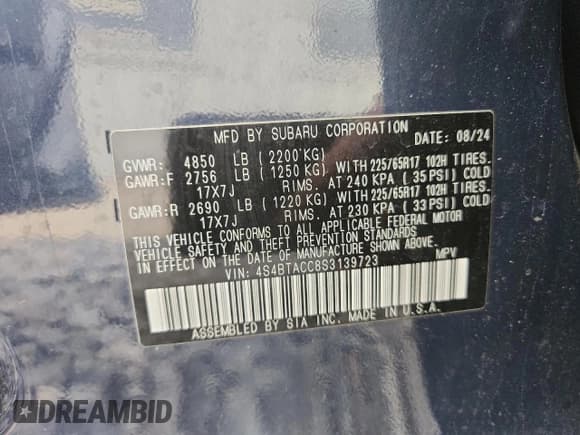 MFD BY SUBARU CORPORATION DATE: 08/24
GVWR: 4850 LB (2200 KG)
GAWR:F 2756 LB (1250 KG) WITH 225/65R17 102H TIRES.
17X7J RIMS. AT 240 KPA (35 PSI) COLD
GAWR:R 2690 LB (1220 KG) WITH 225/65R17 102H TIRES.
17X7J RIMS. AT 230 KPA (33 PSI) COLD
THIS VEHICLE CONFORMS TO ALL APPLICABLE FEDERAL MOTOR
VEHICLE SAFETY AND THEFT PREVENTION STANDARDS
IN EFFECT ON THE DATE OF MANUFACTURE SHOWN ABOVE.
VIN: 4S4BTACC8S3139723 MPV
ASSEMBLED BY SIA INC. MADE IN U.S.A.
DREAMBID